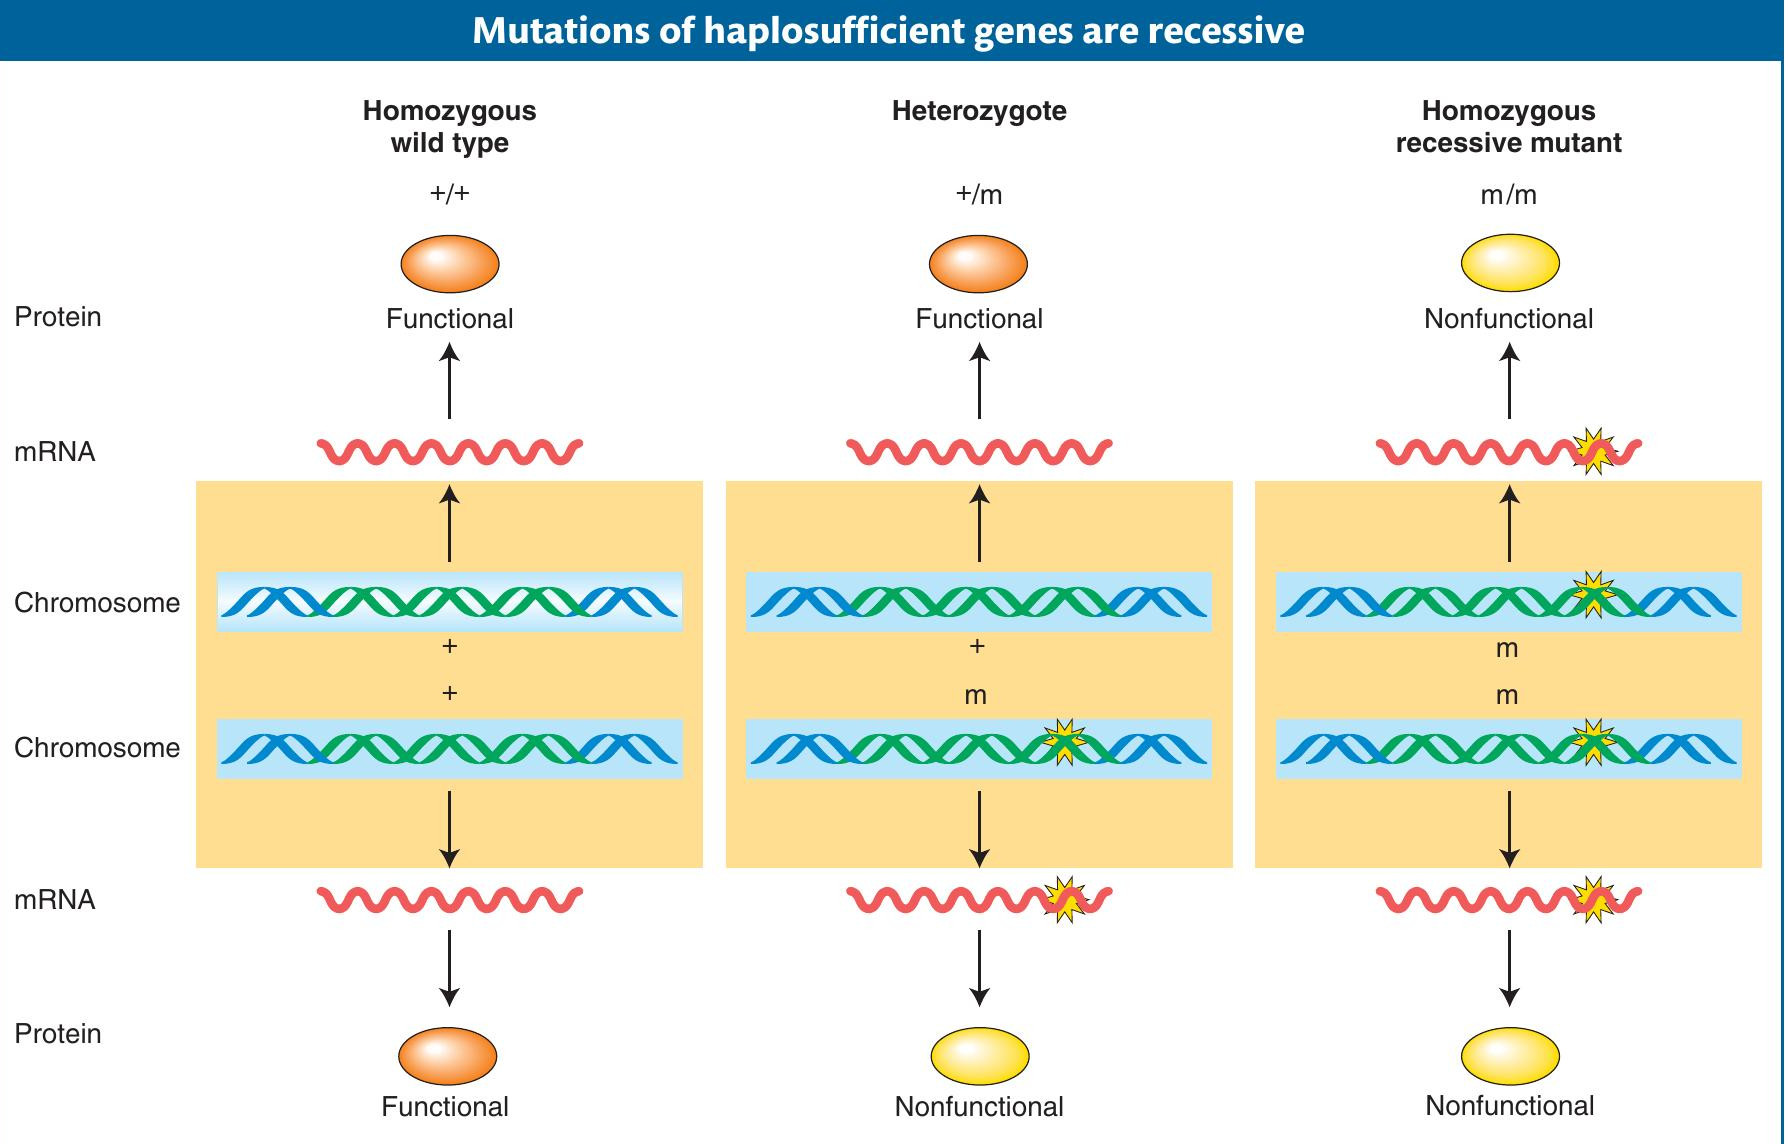 Mutations of haplosufficient genes are recessive
Homozygous
wild type
Heterozygote
Homozygous
recessive mutant
+/+
+/m
m/m
Protein
Functional
Functional
Nonfunctional
mRNA
Chromosome
+
+
m
+
m
m
Chromosome
mRNA
Protein
Functional
Nonfunctional
Nonfunctional